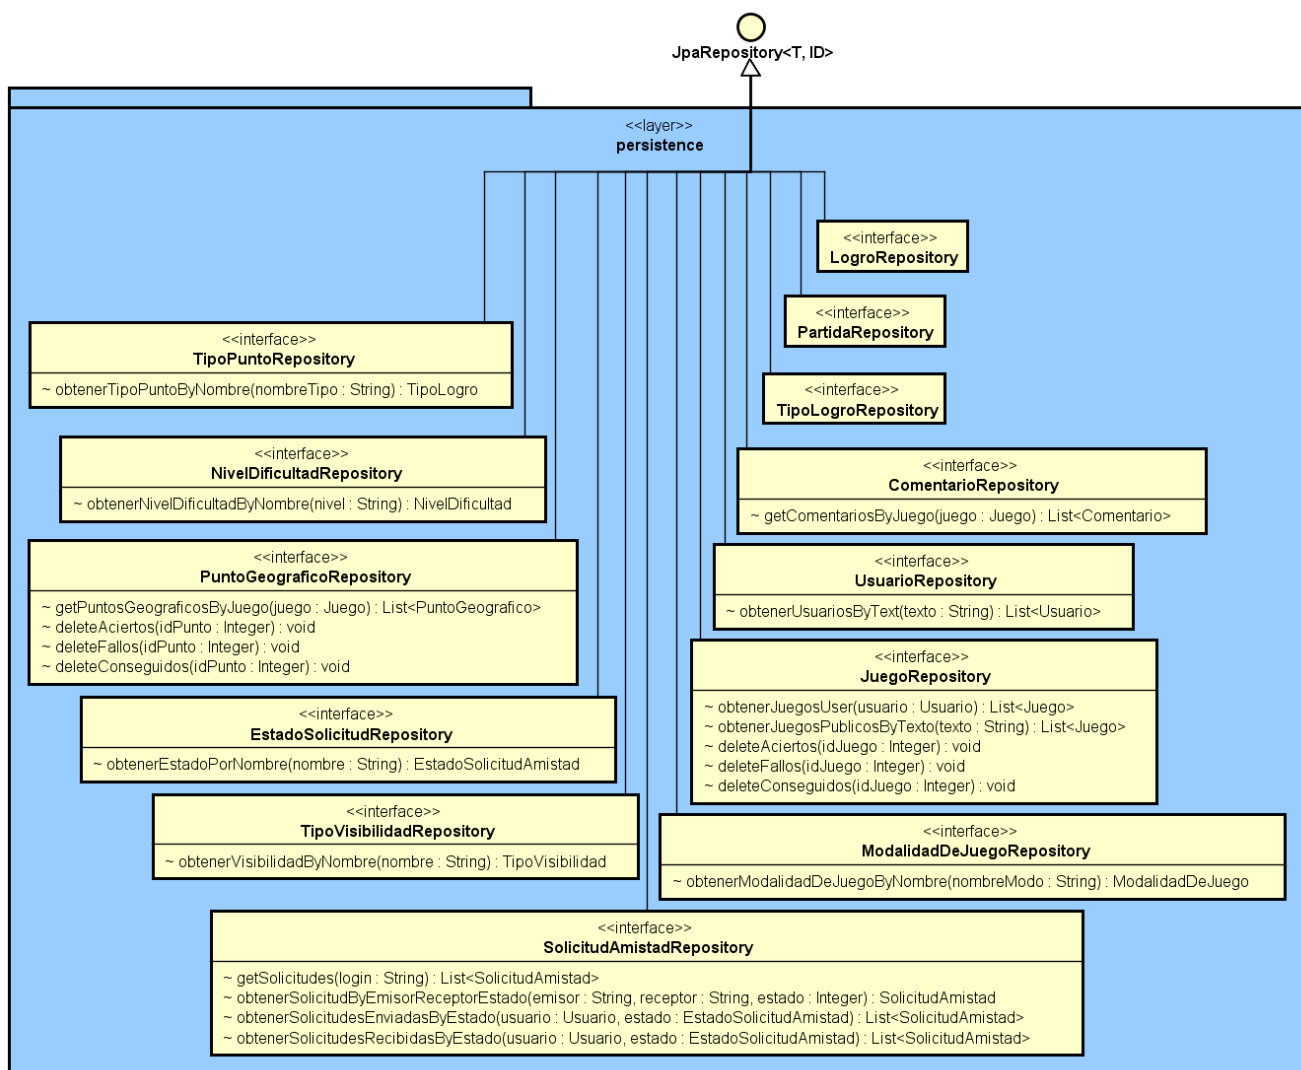 JpaRepository<T, ID>
<<layer>>
persistence
<<interface>>
LogroRepository
<<interface>>
PartidaRepository
<<interface>>
TipoPuntoRepository
~ obtenerTipoPuntoByNombre(nombreTipo : String) : TipoLogro
<<interface>>
TipoLogroRepository
<<interface>>
NivelDificultadRepository
~ obtenerNivelDificultadByNombre(nivel : String) : NivelDificultad
<<interface>>
ComentarioRepository
~ getComentariosByJuego(juego : Juego) : List<Comentario>
<<interface>>
PuntoGeograficoRepository
~ getPuntosGeograficosByJuego(juego : Juego) : List<PuntoGeografico>
~ deleteAciertos(idPunto : Integer) : void
~ deleteFallos(idPunto : Integer) : void
~ deleteConseguidos(idPunto : Integer) : void
<<interface>>
UsuarioRepository
~ obtenerUsuariosByText(texto : String) : List<Usuario>
<<interface>>
JuegoRepository
~ obtenerJuegosUser(usuario : Usuario) : List<Juego>
~ obtenerJuegosPublicosByTexto(texto : String) : List<Juego>
~ deleteAciertos(idJuego : Integer) : void
~ deleteFallos(idJuego : Integer) : void
~ deleteConseguidos(idJuego : Integer) : void
<<interface>>
EstadoSolicitudRepository
~ obtenerEstadoPorNombre(nombre : String) : EstadoSolicitudAmistad
<<interface>>
TipoVisibilidadRepository
~ obtenerVisibilidadByNombre(nombre : String) : TipoVisibilidad
<<interface>>
ModalidadDeJuegoRepository
~ obtenerModalidadDeJuegoByNombre(nombreModo : String) : ModalidadDeJuego
<<interface>>
SolicitudAmistadRepository
~ getSolicitudes(login : String) : List<SolicitudAmistad>
~ obtenerSolicitudByEmisorReceptorEstado(emisor : String, receptor : String, estado : Integer) : SolicitudAmistad
~ obtenerSolicitudesEnviadasByEstado(usuario : Usuario, estado : EstadoSolicitudAmistad) : List<SolicitudAmistad>
~ obtenerSolicitudesRecibidasByEstado(usuario : Usuario, estado : EstadoSolicitudAmistad) : List<SolicitudAmistad>